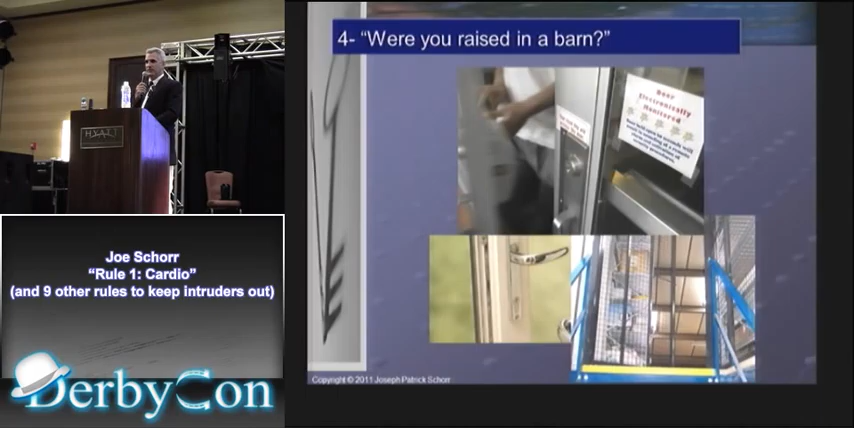 4- “Were you raised in a barn?”
HYATT
Door
Electronically
Monitored
Joe Schorr
“Rule 1: Cardio”
(and 9 other rules to keep intruders out)
DerbyCon
Copyright © 2011 Joseph Patrick Schorr